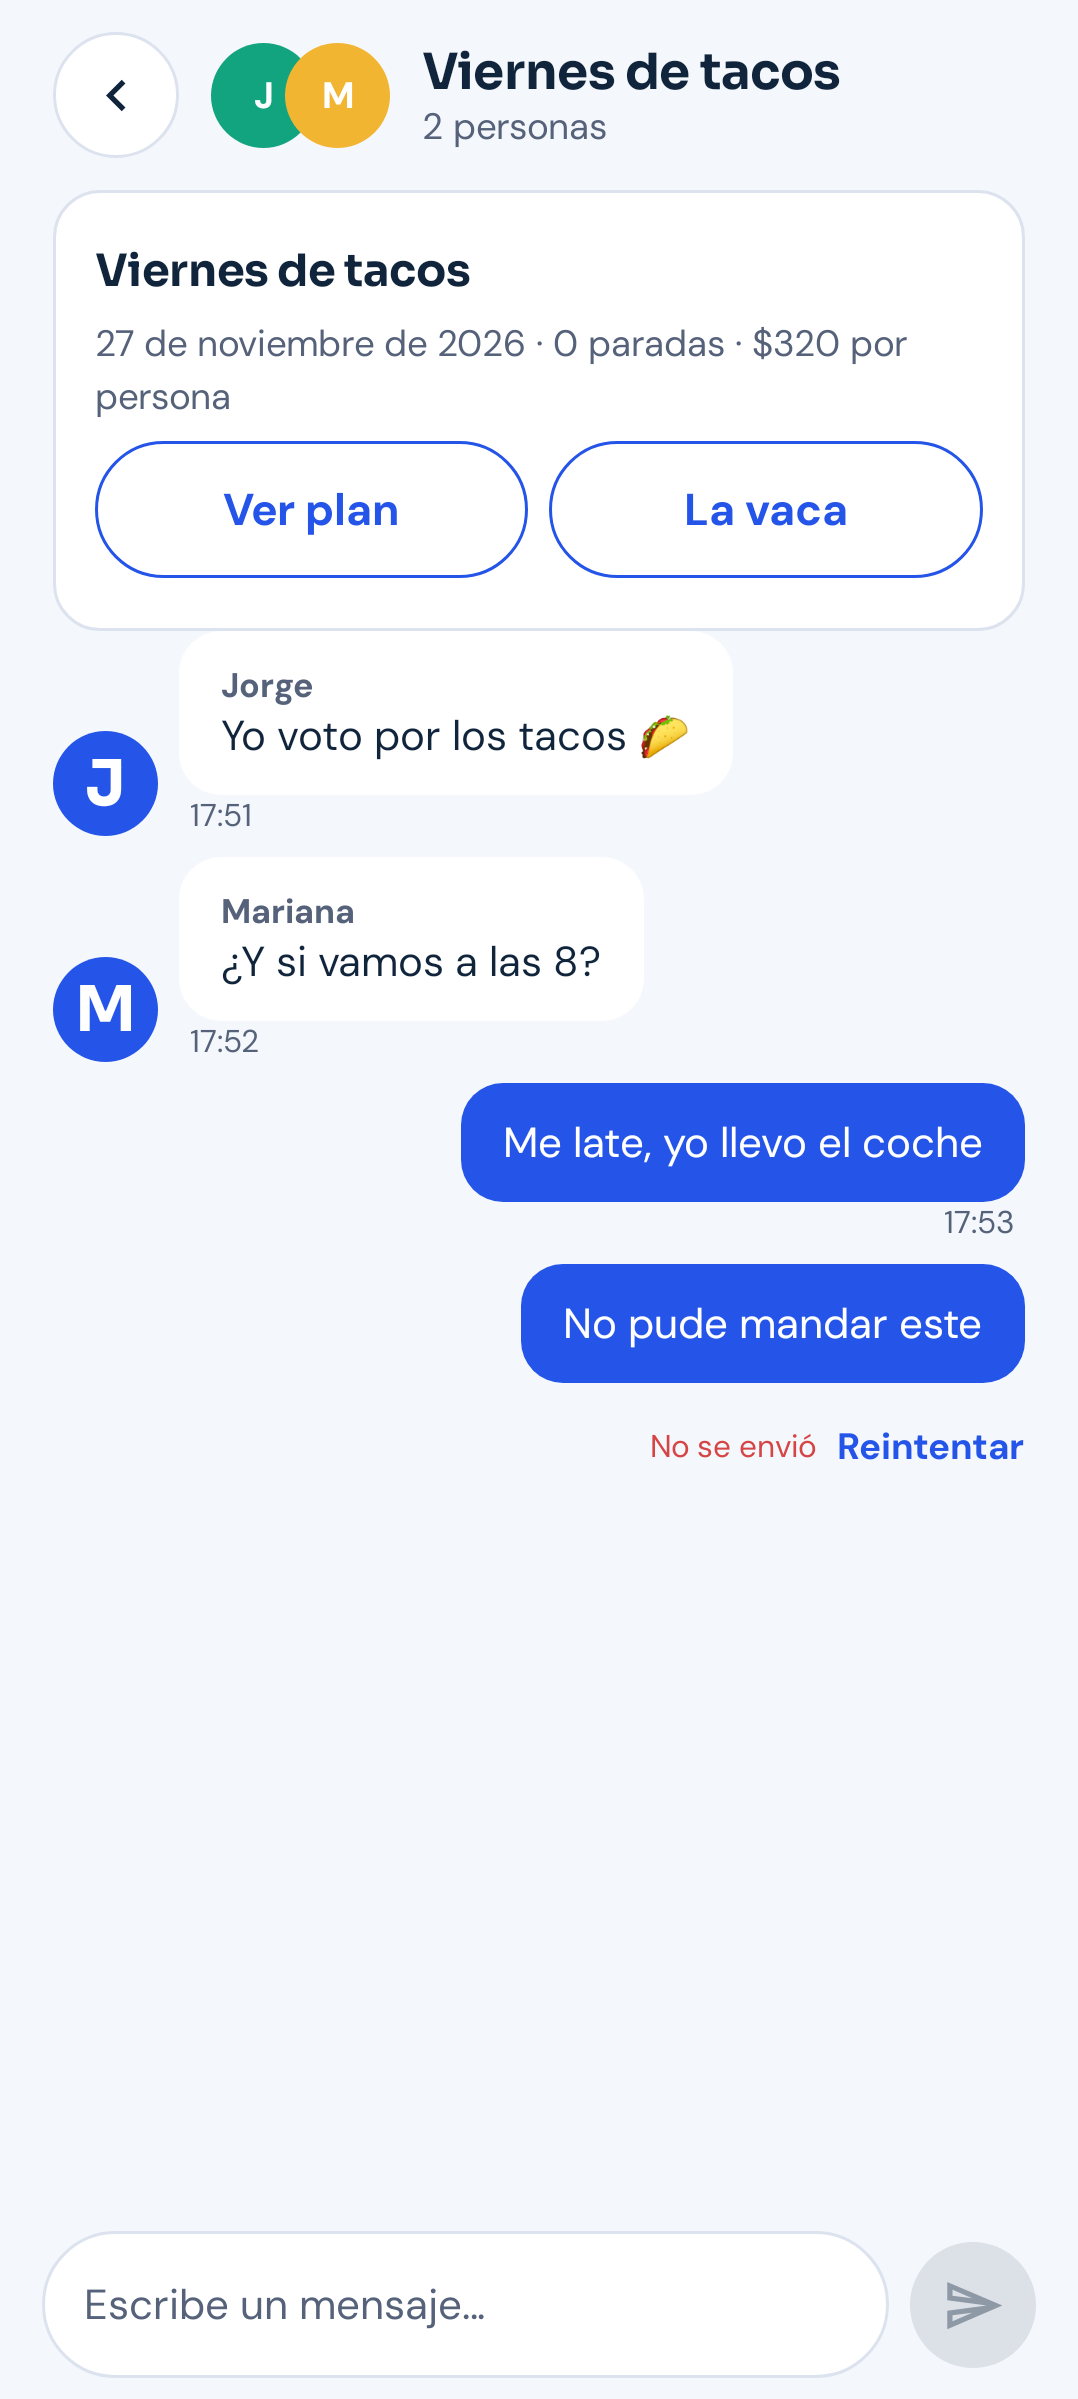 J M
Viernes de tacos
2 personas
Viernes de tacos
27 de noviembre de 2026 · 0 paradas · $320 por
persona
Ver plan
La vaca
Jorge
Yo voto por los tacos 🌮
J
17:51
Mariana
¿Y si vamos a las 8?
M
17:52
Me late, yo llevo el coche
17:53
No pude mandar este
No se envió Reintentar
Escribe un mensaje...